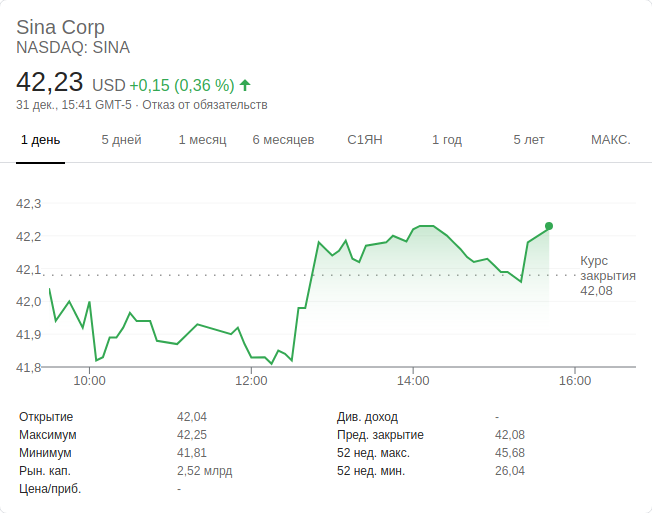 Sina Corp
NASDAQ: SINA
42,23 USD +0,15 (0,36 %)
31 дек., 15:41 GMT-5 · Отказ от обязательств
1 день 5 дней 1 месяц 6 месяцев С1ЯН 1 год 5 лет МАКС.
42,3
42,2
42,1
42,0
41,9
41,8
Курс
закрытия
42,08
10:00 12:00 14:00 16:00
Открытие 42,04 Див. доход -
Максимум 42,25 Пред. закрытие 42,08
Минимум 41,81 52 нед. макс. 45,68
Рын. кап. 2,52 млрд 52 нед. мин. 26,04
Цена/приб. -